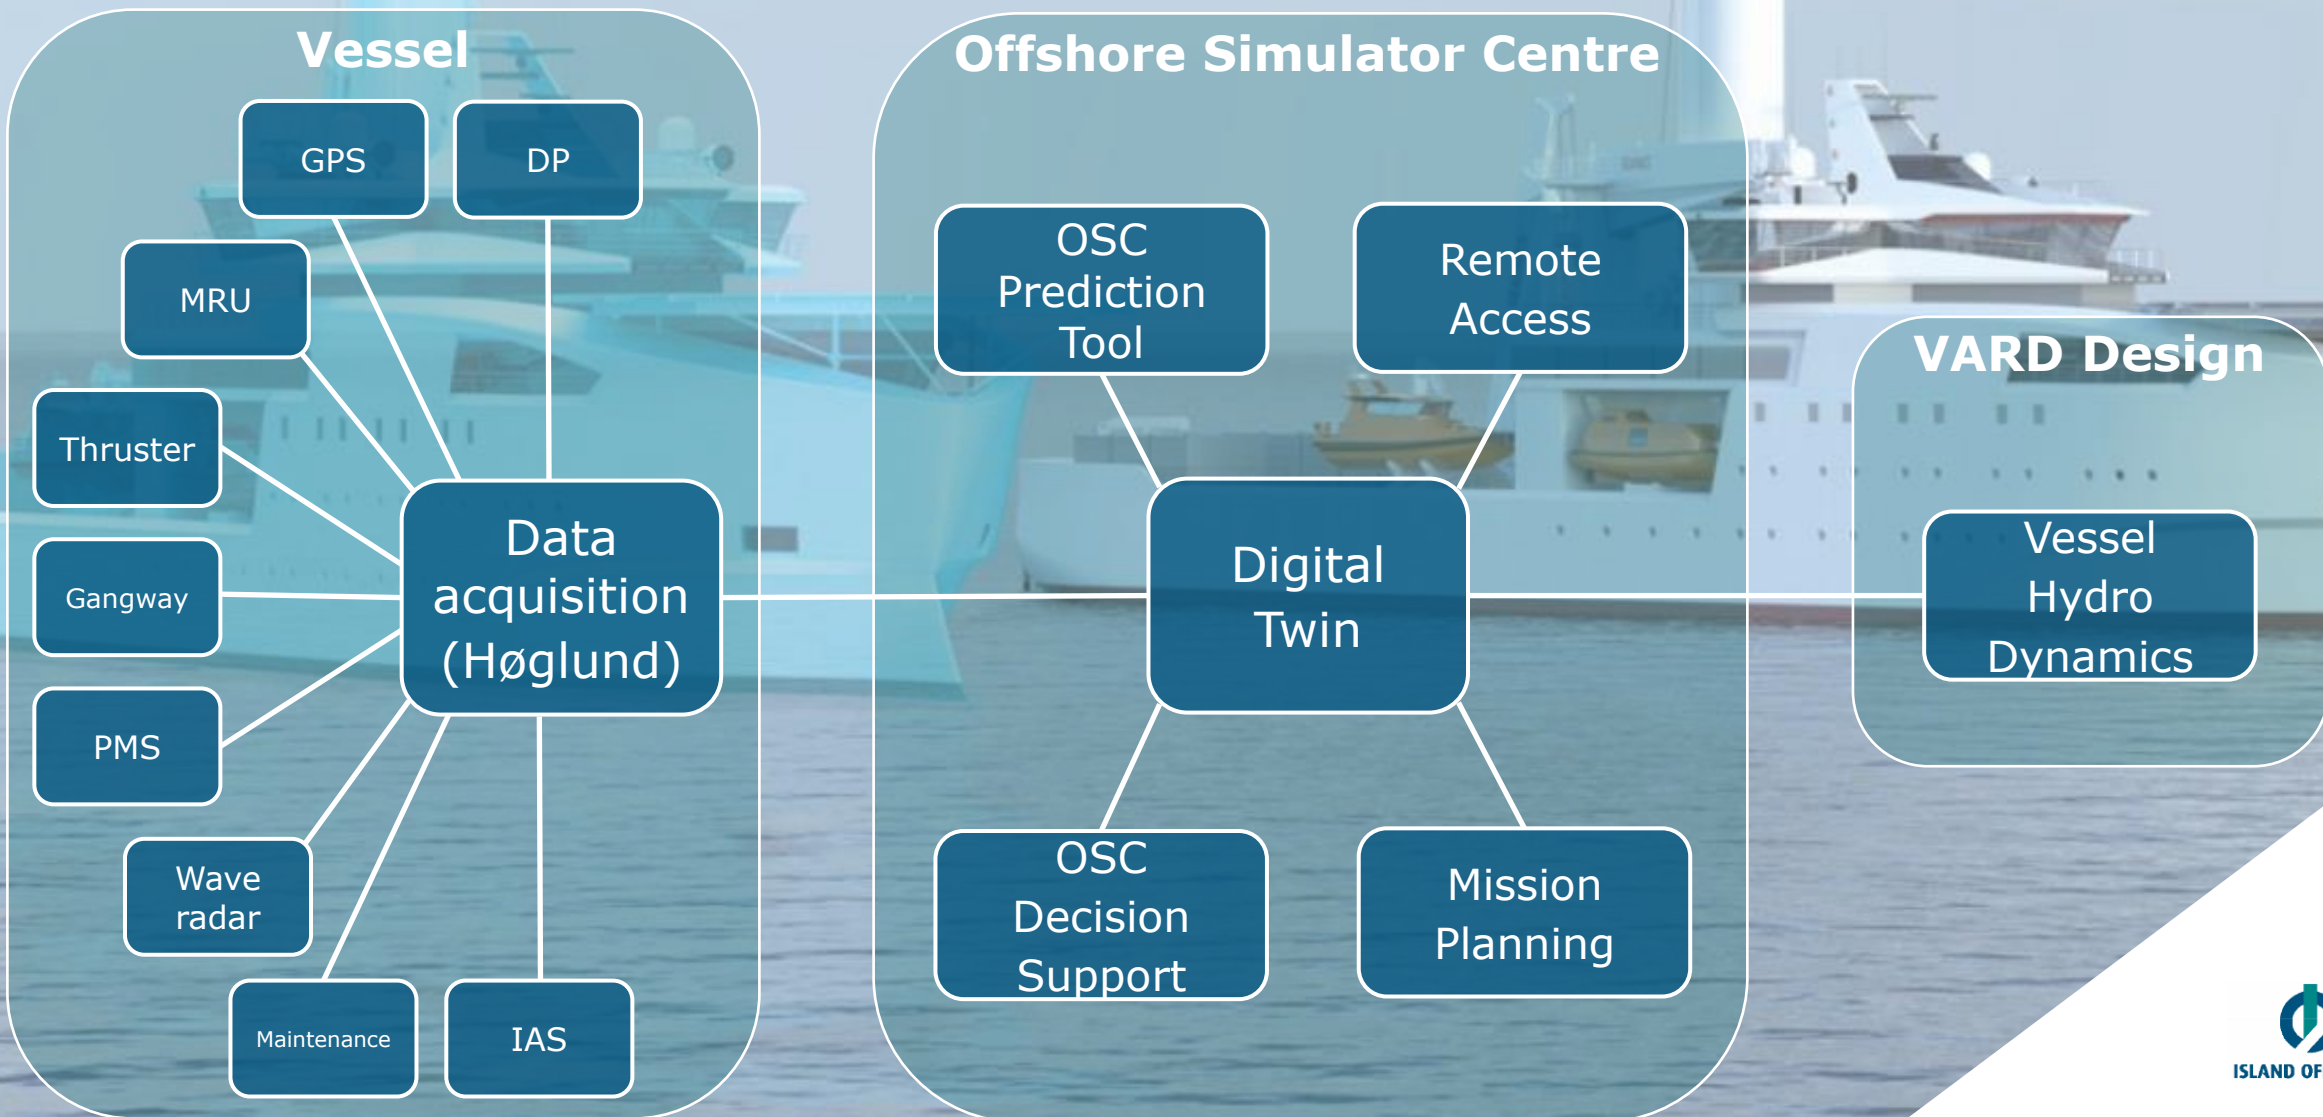 Vessel
GPS
DP
MRU
Thruster
Gangway
PMS
Wave
radar
Maintenance
IAS
Data
acquisition
(Høglund)
Offshore Simulator Centre
OSC
Prediction
Tool
Remote
Access
Digital
Twin
OSC
Decision
Support
Mission
Planning
VARD Design
Vessel
Hydro
Dynamics
ISLAND OF